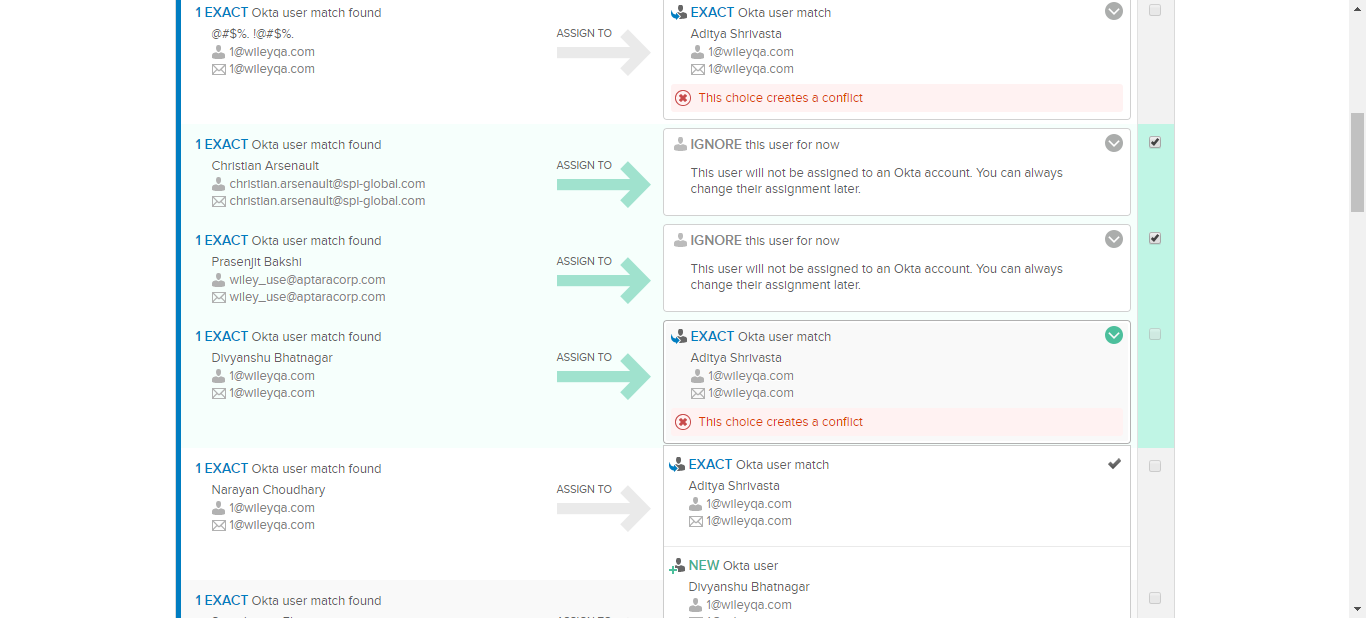 1 EXACT Okta user match found
@#$%. !@#$%.
1@wileyqa.com
1@wileyqa.com
ASSIGN TO
EXACT Okta user match
Aditya Shrivasta
1@wileyqa.com
1@wileyqa.com
This choice creates a conflict
1 EXACT Okta user match found
Christian Arsenault
christian.arsenault@spi-global.com
christian.arsenault@spi-global.com
ASSIGN TO
IGNORE this user for now
This user will not be assigned to an Okta account. You can always
change their assignment later.
1 EXACT Okta user match found
Prasenjit Bakshi
wiley_use@aptaracorp.com
wiley_use@aptaracorp.com
ASSIGN TO
IGNORE this user for now
This user will not be assigned to an Okta account. You can always
change their assignment later.
1 EXACT Okta user match found
Divyanshu Bhatnagar
1@wileyqa.com
1@wileyqa.com
ASSIGN TO
EXACT Okta user match
Aditya Shrivasta
1@wileyqa.com
1@wileyqa.com
This choice creates a conflict
1 EXACT Okta user match found
Narayan Choudhary
1@wileyqa.com
1@wileyqa.com
ASSIGN TO
EXACT Okta user match
Aditya Shrivasta
1@wileyqa.com
1@wileyqa.com
NEW Okta user
Divyanshu Bhatnagar
1@wileyqa.com
1 EXACT Okta user match found